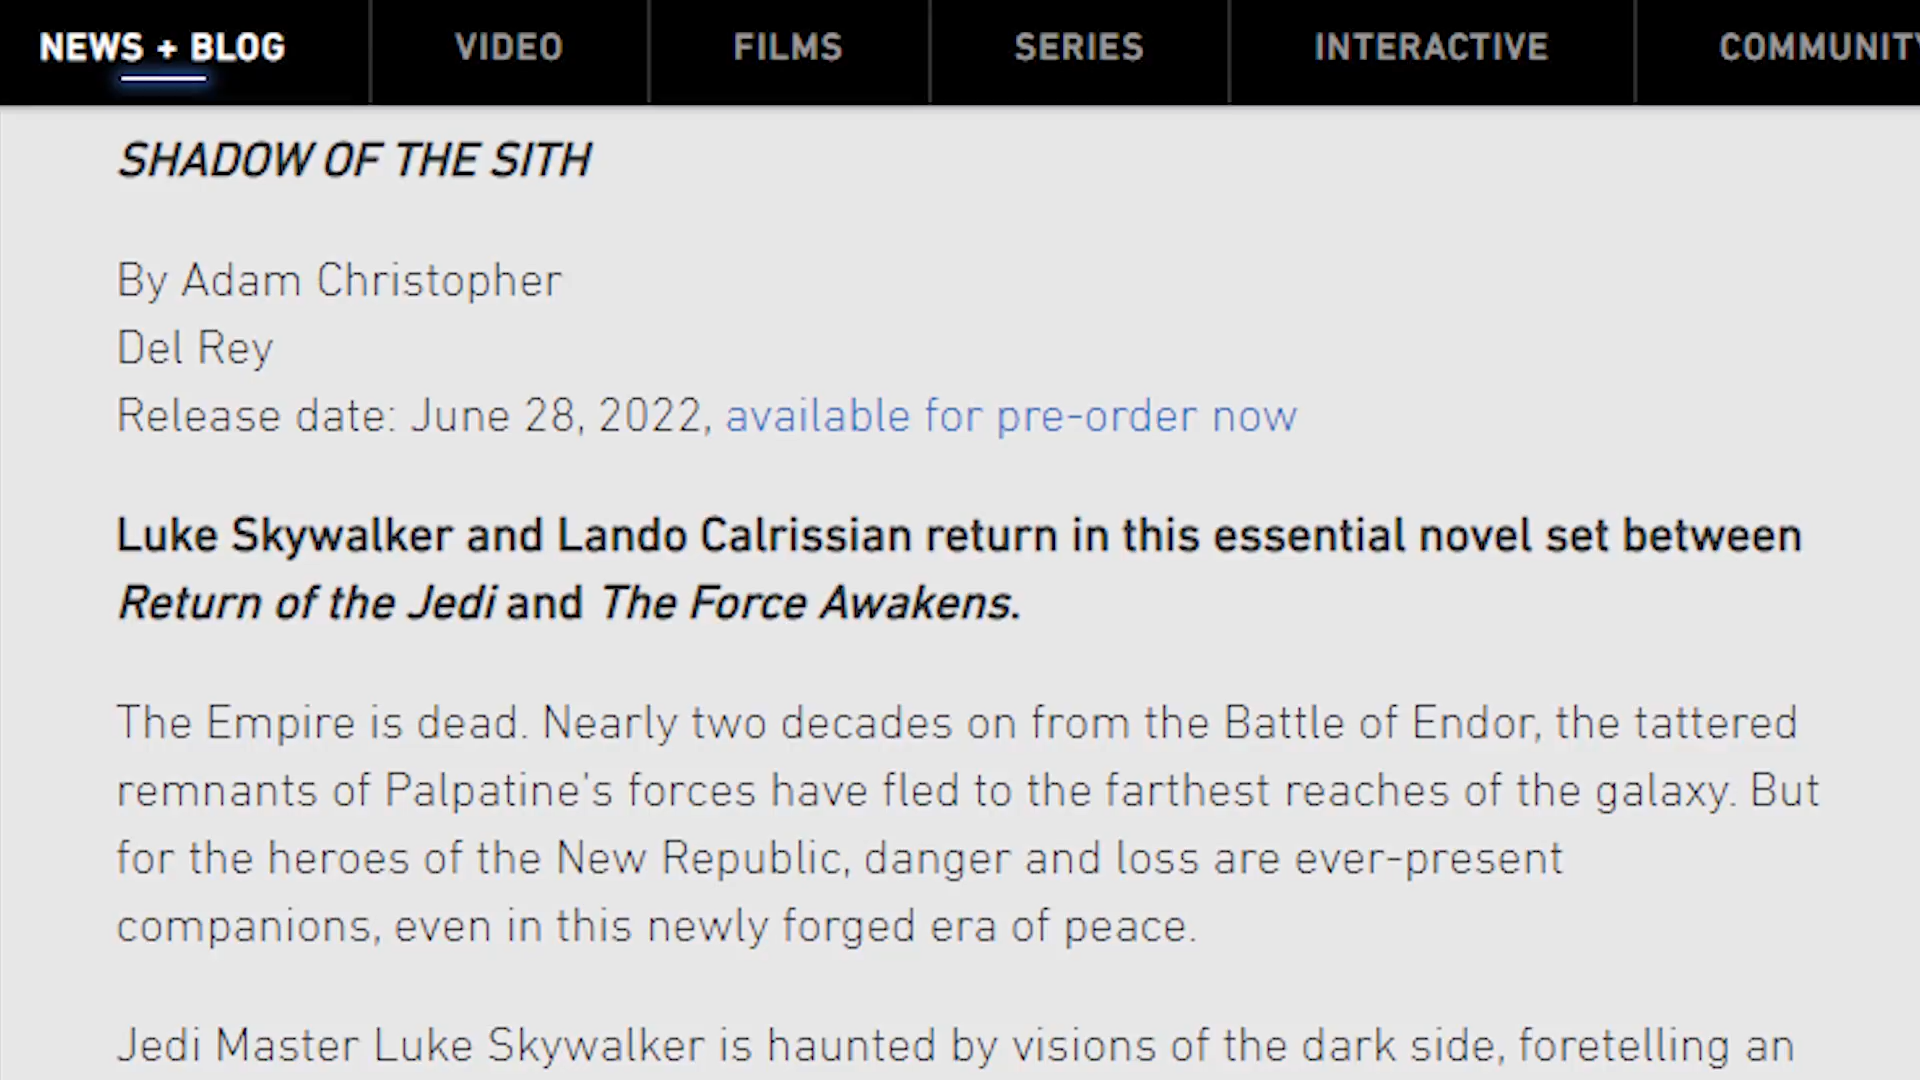 NEWS + BLOG VIDEO FILMS SERIES INTERACTIVE COMMUNITY
SHADOW OF THE SITH
By Adam Christopher
Del Rey
Release date: June 28, 2022, available for pre-order now
Luke Skywalker and Lando Calrissian return in this essential novel set between
Return of the Jedi and The Force Awakens.
The Empire is dead. Nearly two decades on from the Battle of Endor, the tattered
remnants of Palpatine's forces have fled to the farthest reaches of the galaxy. But
for the heroes of the New Republic, danger and loss are ever-present
companions, even in this newly forged era of peace.
Jedi Master Luke Skywalker is haunted by visions of the dark side, foretelling an